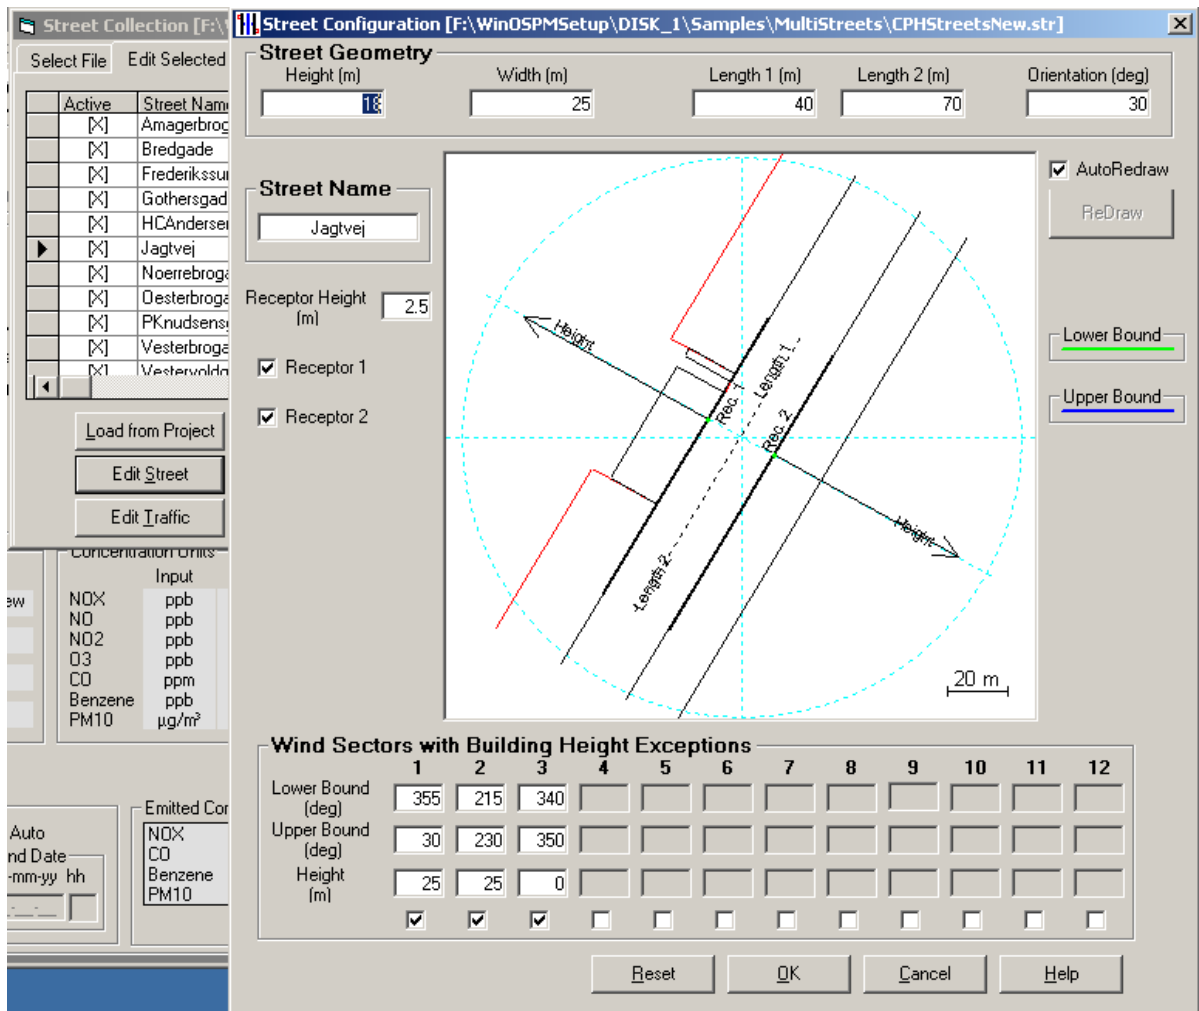 Street Collection [F:\
Street Configuration [F:\WinOSPMSetup\DISK_1\Samples\MultiStreets\CPHStreetsNew.str]
Select File
Edit Selected
Active
Street Nam
[X] Amagerbrog
[X] Bredgade
[X] Frederikssu
[X] Gothersgad
[X] HCAnderse
[X] Jagtvej
[X] Noerrebroga
[X] Oesterbroga
[X] PKnudsens
[X] Vesterbroga
[X] Vestervolda
Load from Project
Edit Street
Edit Traffic
Concentration Units
Input
ew
NOX ppb
NO ppb
NO2 ppb
O3 ppb
CO ppm
Benzene ppb
PM10 µg/m³
Auto
nd Date
-mm-yy hh
Emitted Cor
NOX
CO
Benzene
PM10
Street Geometry
Height (m) Width (m) Length 1 (m) Length 2 (m) Orientation (deg)
18 25 40 70 30
Street Name
Jagtvej
Receptor Height
(m)
2.5
Receptor 1
Receptor 2
Height
Rec. 1
Length 1
Rec. 2
Length 2
Height
20 m
AutoRedraw
ReDraw
Lower Bound
Upper Bound
Wind Sectors with Building Height Exceptions
1 2 3 4 5 6 7 8 9 10 11 12
Lower Bound
(deg)
355 215 340
Upper Bound
(deg)
30 230 350
Height
(m)
25 25 0
Reset OK Cancel Help